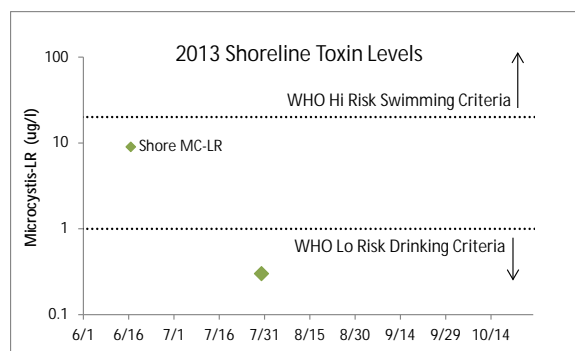 2013 Shoreline Toxin Levels
100
WHO Hi Risk Swimming Criteria
10
Shore MC-LR
Microcystis-LR (ug/l)
1
WHO Lo Risk Drinking Criteria
0.1
6/1 6/16 7/1 7/16 7/31 8/15 8/30 9/14 9/29 10/14